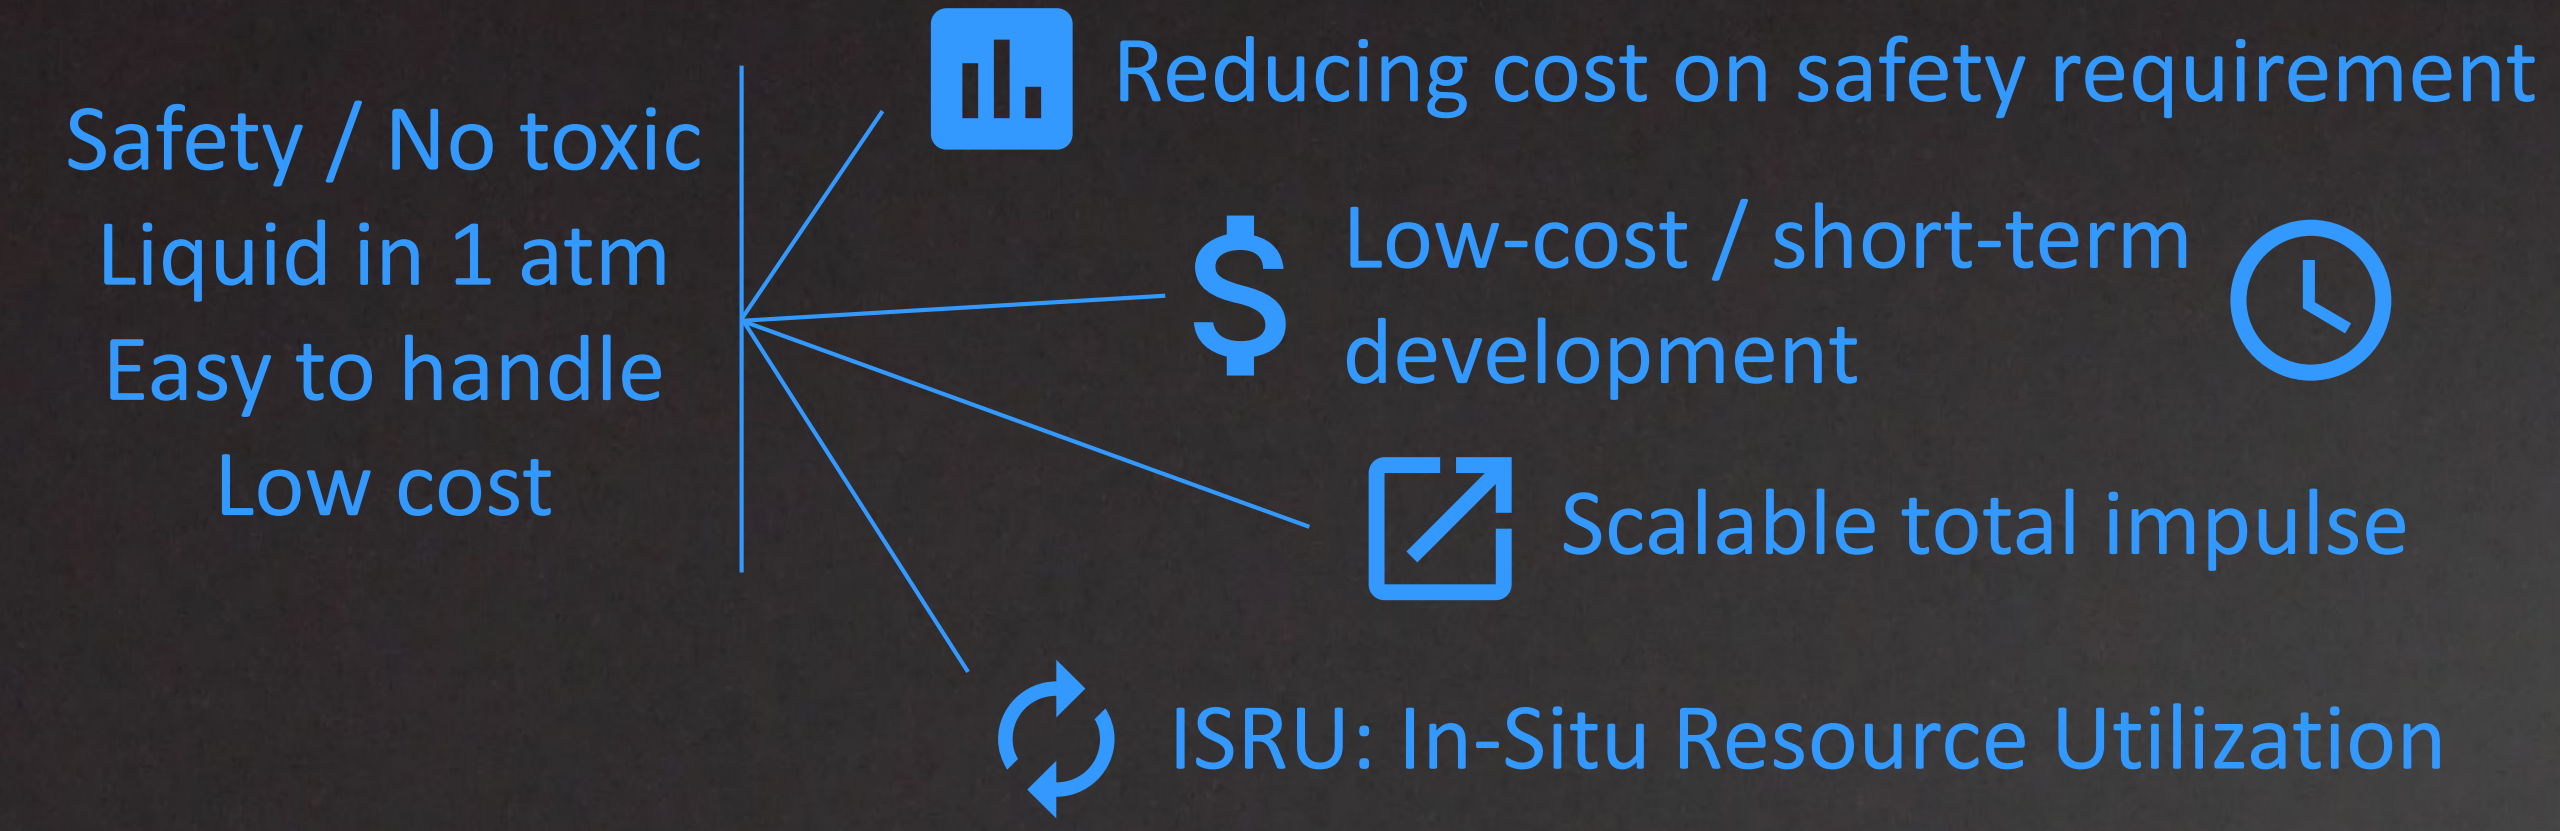 Safety / No toxic
Liquid in 1 atm
Easy to handle
Low cost
Reducing cost on safety requirement
Low-cost / short-term
development
Scalable total impulse
ISRU: In-Situ Resource Utilization